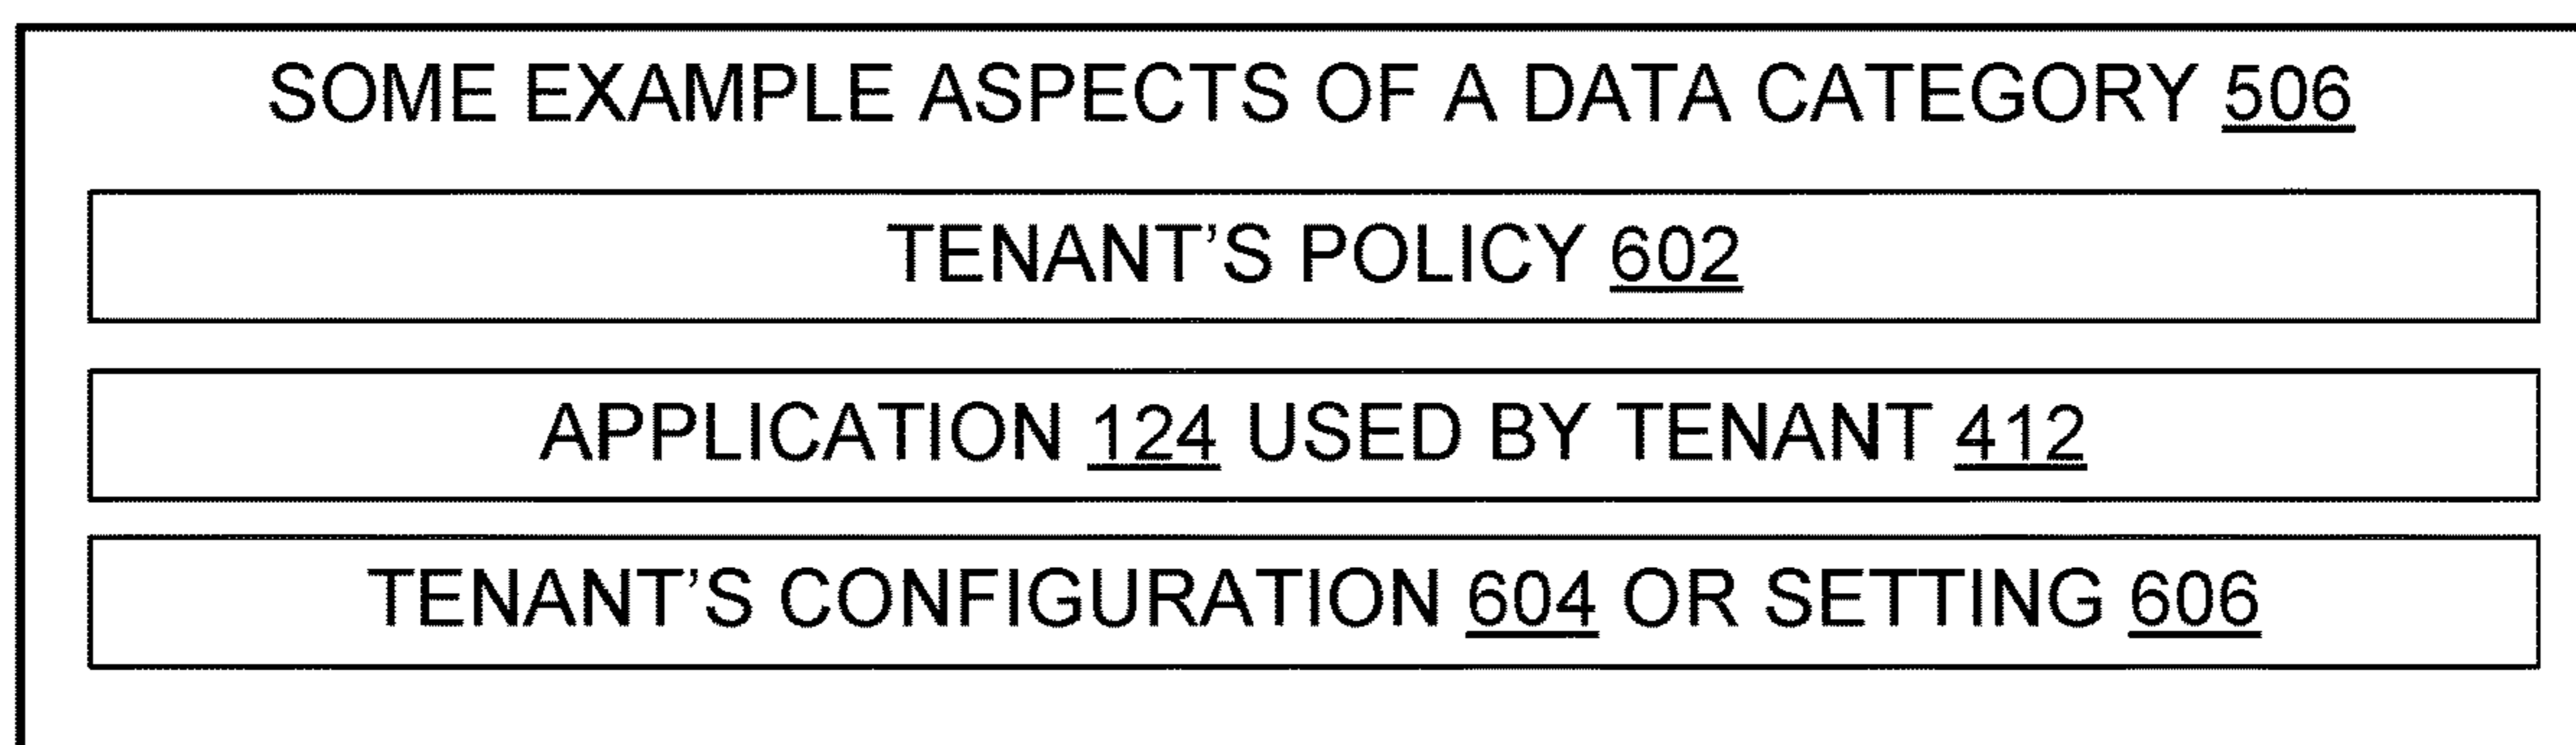 SOME EXAMPLE ASPECTS OF A DATA CATEGORY 506
TENANT’S POLICY 602
APPLICATION 124 USED BY TENANT 412
TENANT’S CONFIGURATION 604 OR SETTING 606